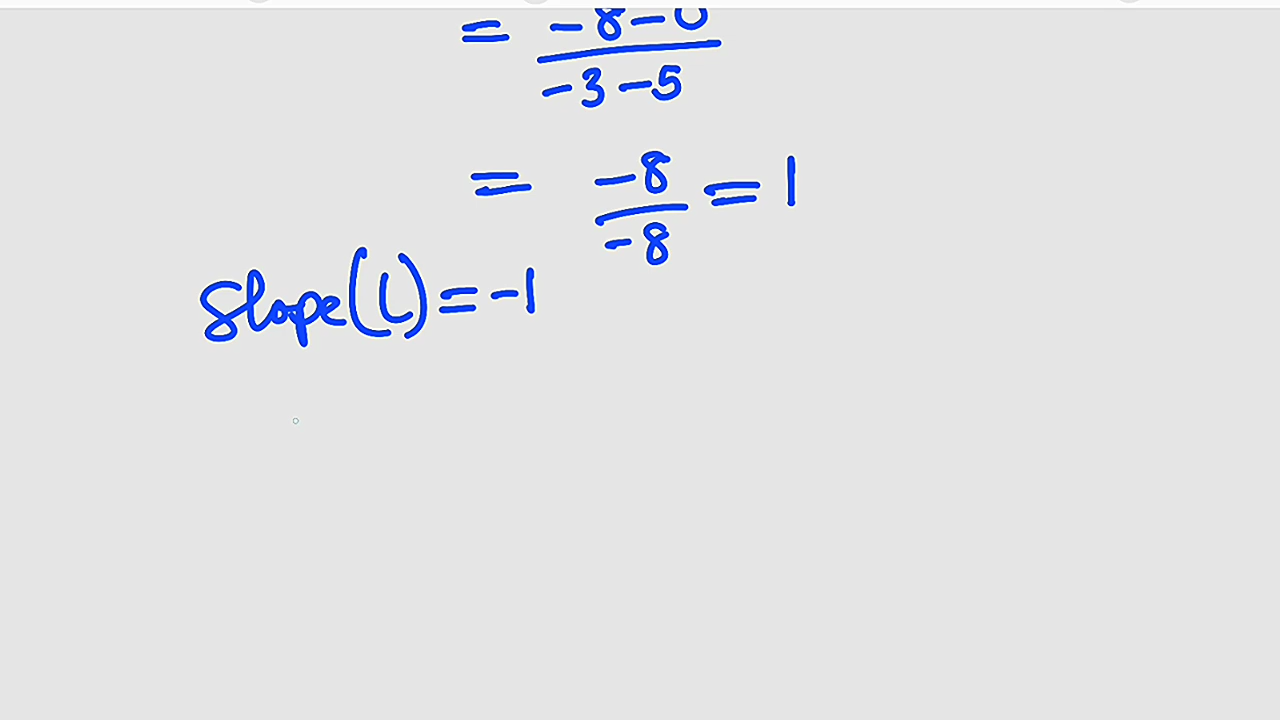 = -8-0
-3-5
= -8/-8 = 1
Slope(L) = -1